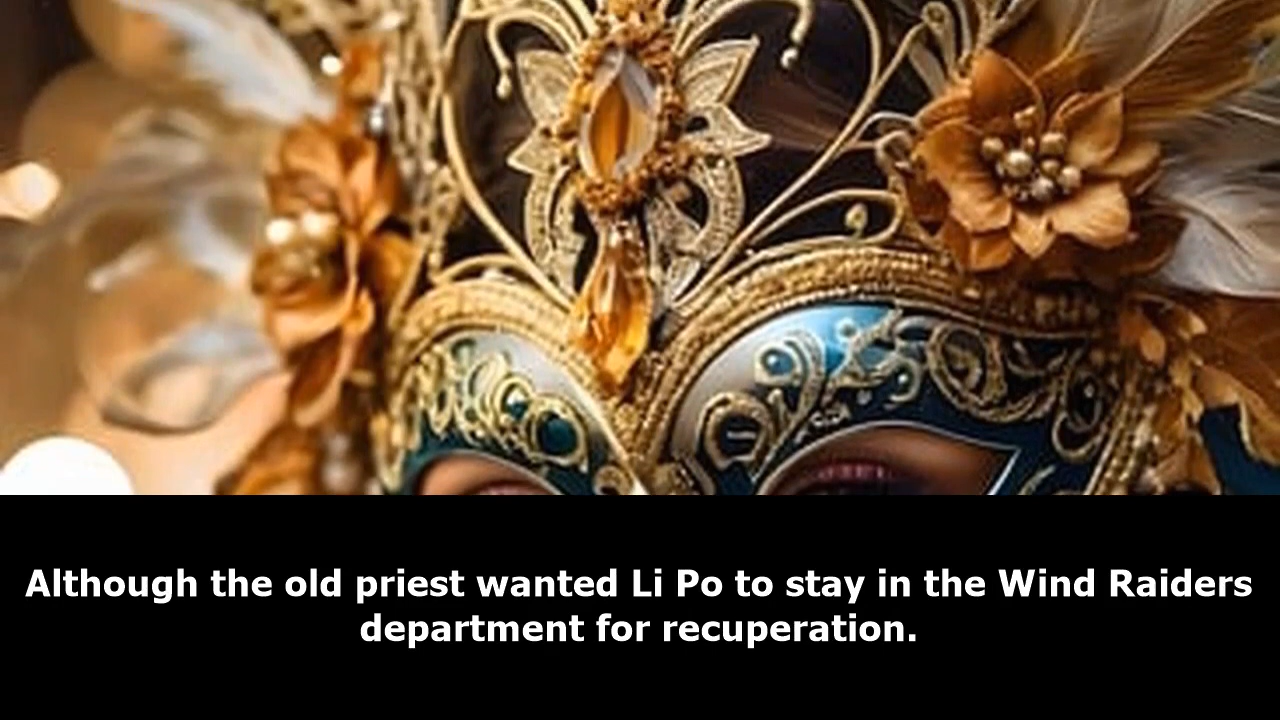 Although the old priest wanted Li Po to stay in the Wind Raiders
department for recuperation.